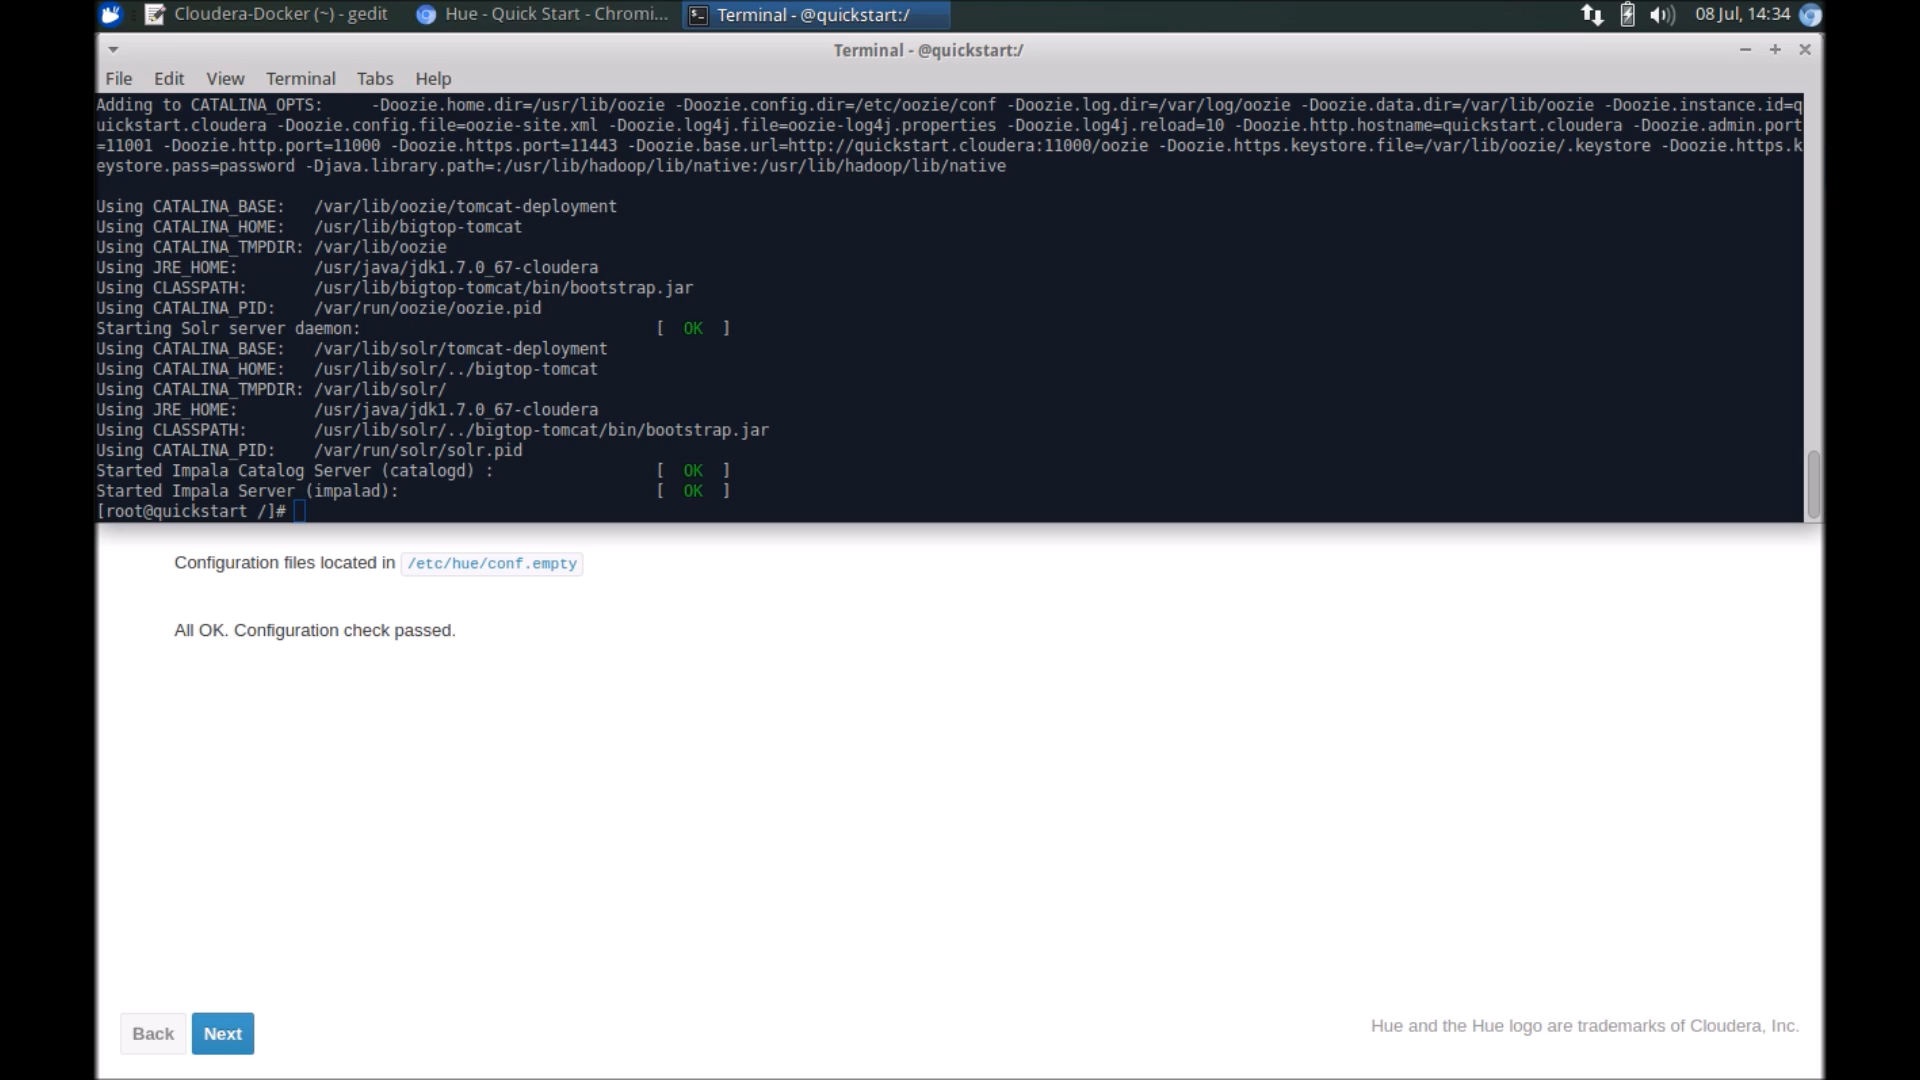 Cloudera-Docker (~) - gedit Hue - Quick Start - Chromi... Terminal - @quickstart:/ 08 Jul, 14:34
Terminal - @quickstart:/
File Edit View Terminal Tabs Help
Adding to CATALINA_OPTS:     -Doozie.home.dir=/usr/lib/oozie -Doozie.config.dir=/etc/oozie/conf -Doozie.log.dir=/var/log/oozie -Doozie.data.dir=/var/lib/oozie -Doozie.instance.id=q
uickstart.cloudera -Doozie.config.file=oozie-site.xml -Doozie.log4j.file=oozie-log4j.properties -Doozie.log4j.reload=10 -Doozie.http.hostname=quickstart.cloudera -Doozie.admin.port
=11001 -Doozie.http.port=11000 -Doozie.https.port=11443 -Doozie.base.url=http://quickstart.cloudera:11000/oozie -Doozie.https.keystore.file=/var/lib/oozie/.keystore -Doozie.https.k
eystore.pass=password -Djava.library.path=:/usr/lib/hadoop/lib/native:/usr/lib/hadoop/lib/native
Using CATALINA_BASE:   /var/lib/oozie/tomcat-deployment
Using CATALINA_HOME:   /usr/lib/bigtop-tomcat
Using CATALINA_TMPDIR: /var/lib/oozie
Using JRE_HOME:        /usr/java/jdk1.7.0_67-cloudera
Using CLASSPATH:       /usr/lib/bigtop-tomcat/bin/bootstrap.jar
Using CATALINA_PID:    /var/run/oozie/oozie.pid
Starting Solr server daemon:                               [  OK  ]
Using CATALINA_BASE:   /var/lib/solr/tomcat-deployment
Using CATALINA_HOME:   /usr/lib/solr/../bigtop-tomcat
Using CATALINA_TMPDIR: /var/lib/solr/
Using JRE_HOME:        /usr/java/jdk1.7.0_67-cloudera
Using CLASSPATH:       /usr/lib/solr/../bigtop-tomcat/bin/bootstrap.jar
Using CATALINA_PID:    /var/run/solr/solr.pid
Started Impala Catalog Server (catalogd) :                 [  OK  ]
Started Impala Server (impalad):                           [  OK  ]
[root@quickstart /]#
Configuration files located in /etc/hue/conf.empty
All OK. Configuration check passed.
Back Next
Hue and the Hue logo are trademarks of Cloudera, Inc.